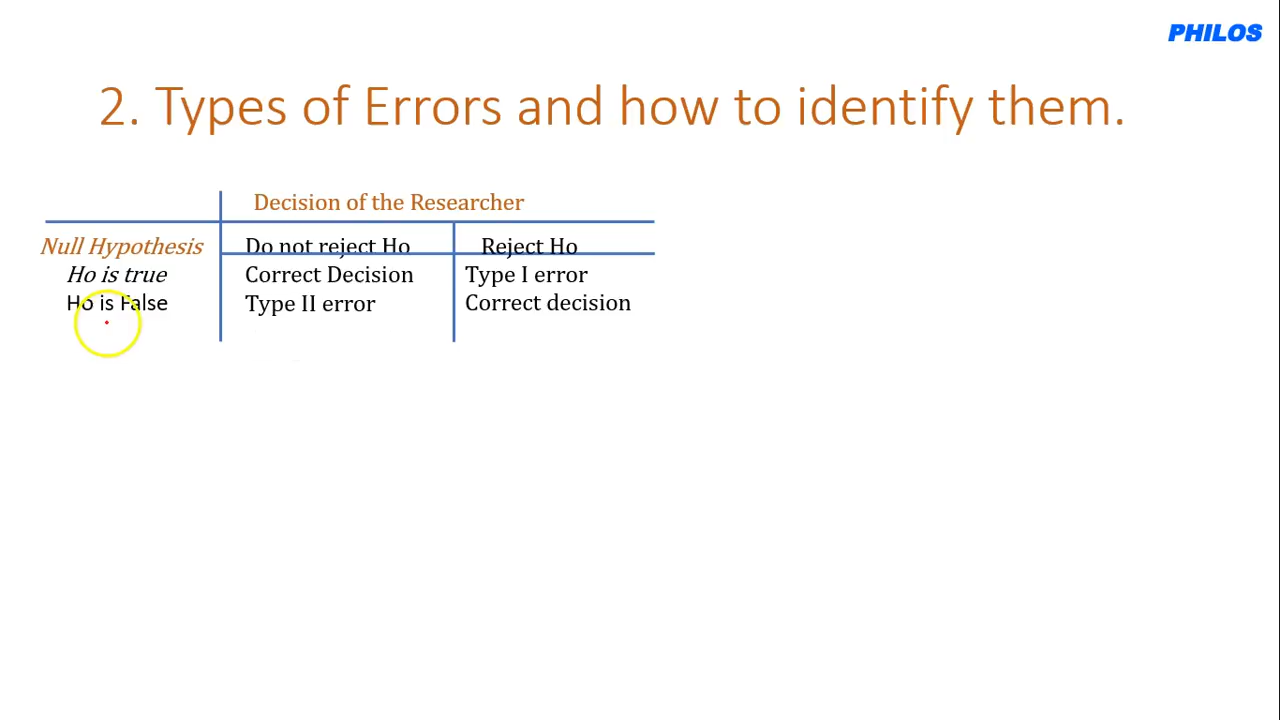 PHILOS
2. Types of Errors and how to identify them.
Decision of the Researcher
Null Hypothesis Do not reject Ho Reject Ho
Ho is true Correct Decision Type I error
Ho is False Type II error Correct decision